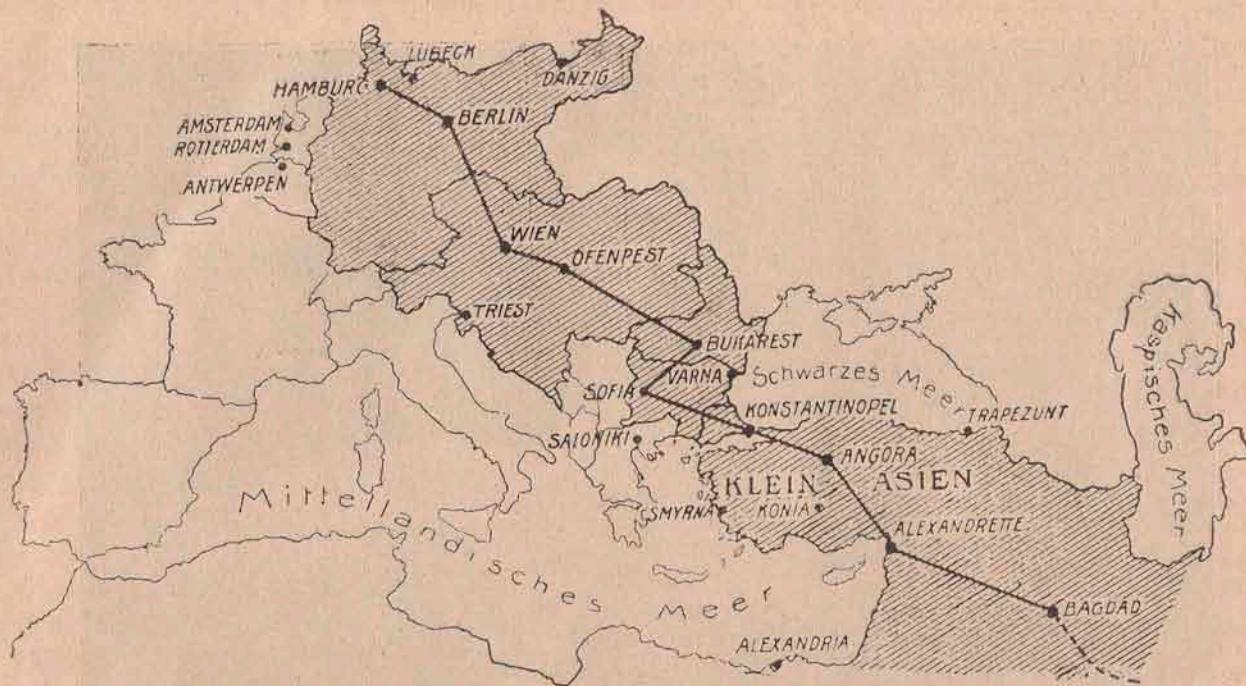 LÜBECK
HAMBURG
DANZIG
BERLIN
AMSTERDAM
ROTTERDAM
ANTWERPEN
WIEN
OFENPEST
TRIEST
BUKAREST
VARNA
SOFIA
Schwarzes Meer
Kaspisches Meer
KONSTANTINOPEL
TRAPEZUNT
SALONIKI
ANGORA
KLEIN ASIEN
SMYRNA
KONIA
ALEXANDRETTE
Mittelländisches Meer
BAGDAD
ALEXANDRIA